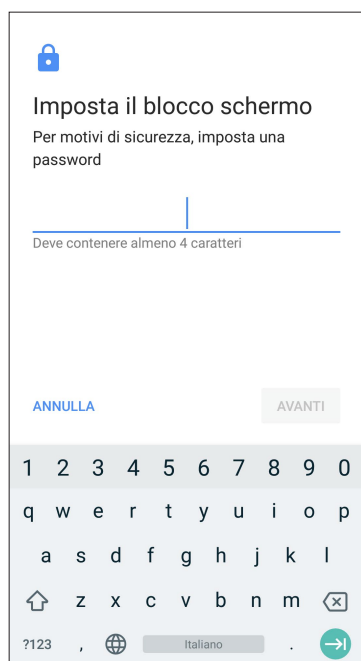 Imposta il blocco schermo
Per motivi di sicurezza, imposta una
password
Deve contenere almeno 4 caratteri
ANNULLA AVANTI
1 2 3 4 5 6 7 8 9 0
q w e r t y u i o p
a s d f g h j k l
z x c v b n m
?123 , Italiano .